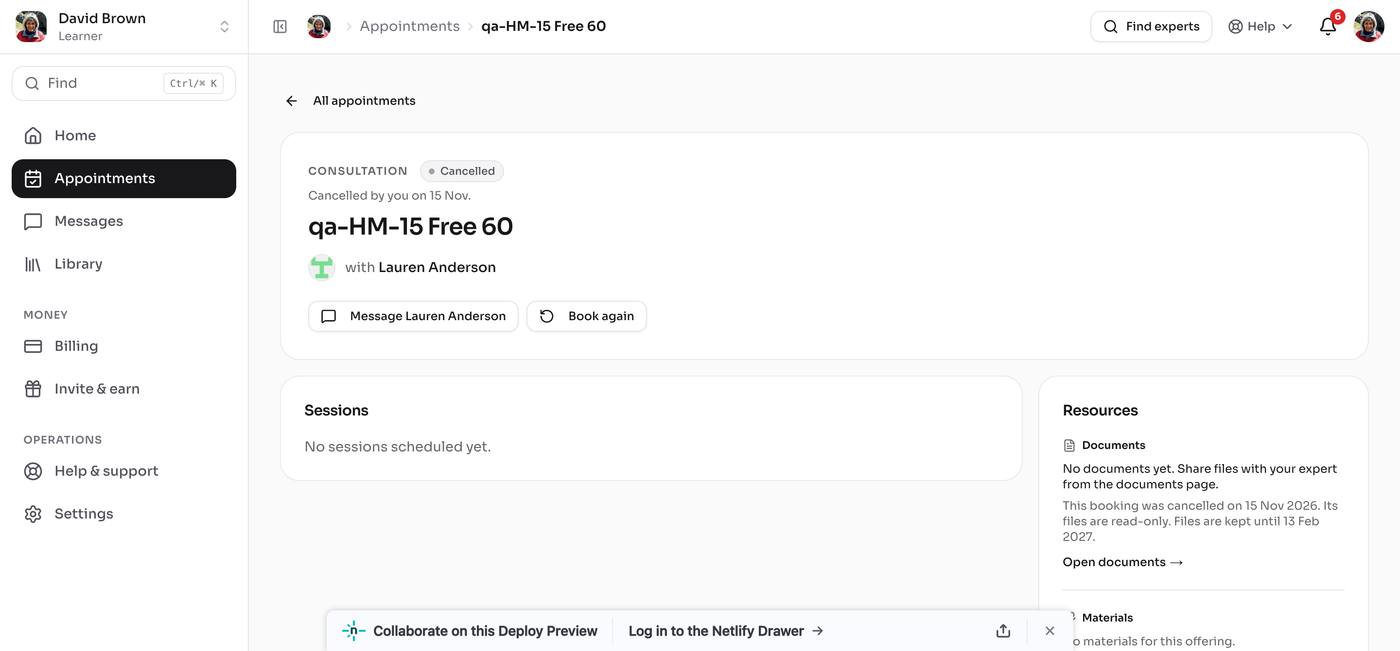 David Brown
Learner
Find
Ctrl/⌘ K
Home
Appointments
Messages
Library
MONEY
Billing
Invite & earn
OPERATIONS
Help & support
Settings
Appointments
qa-HM-15 Free 60
Find experts
Help
6
All appointments
CONSULTATION
Cancelled
Cancelled by you on 15 Nov.
qa-HM-15 Free 60
with Lauren Anderson
Message Lauren Anderson
Book again
Sessions
No sessions scheduled yet.
Resources
Documents
No documents yet. Share files with your expert
from the documents page.
This booking was cancelled on 15 Nov 2026. Its
files are read-only. Files are kept until 13 Feb
2027.
Open documents →
Materials
o materials for this offering.
n
Collaborate on this Deploy Preview
Log in to the Netlify Drawer →